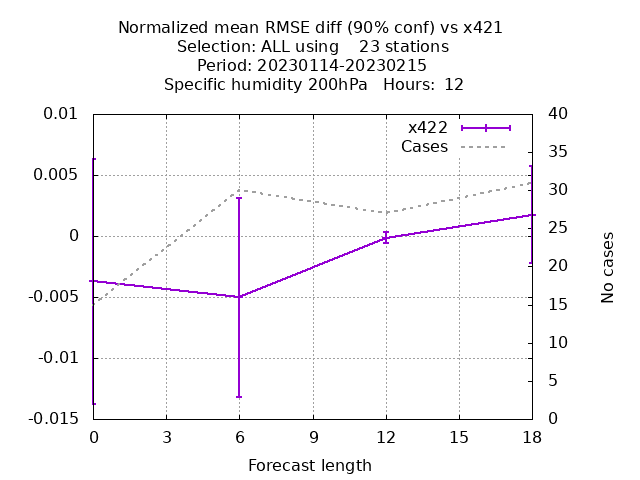 Normalized mean RMSE diff (90% conf) vs x421
Selection: ALL using    23 stations
Period: 20230114-20230215
Specific humidity 200hPa   Hours:  12
0.01
0.005
0
-0.005
-0.01
-0.015
x422
Cases
40
35
30
25
20
15
10
5
0
No cases
0 3 6 9 12 15 18
Forecast length